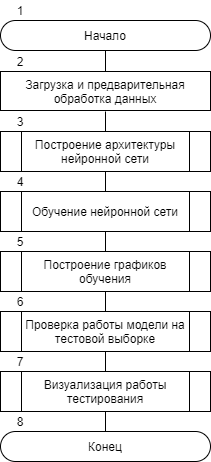 1
Начало
2
Загрузка и предварительная
обработка данных
3
Построение архитектуры
нейронной сети
4
Обучение нейронной сети
5
Построение графиков
обучения
6
Проверка работы модели на
тестовой выборке
7
Визуализация работы
тестирования
8
Конец